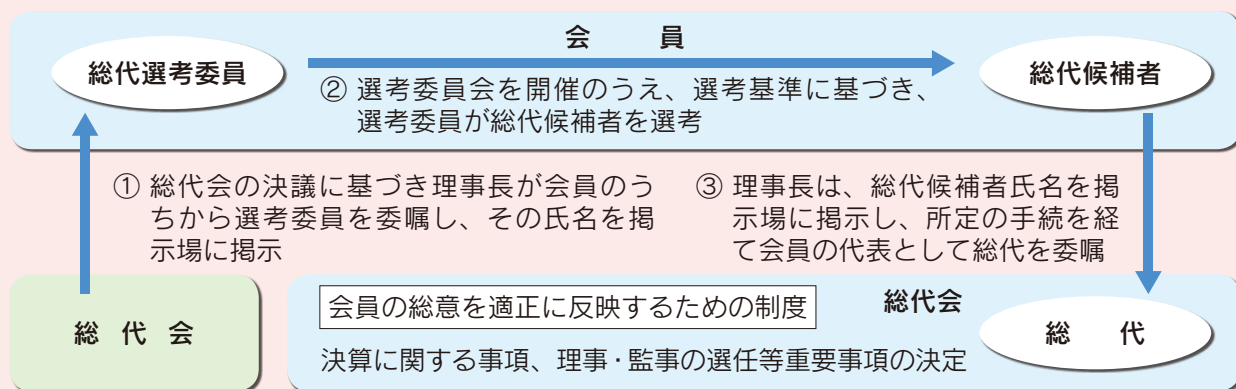 会　員
総代選考委員
総代候補者
② 選考委員会を開催のうえ、選考基準に基づき、
選考委員が総代候補者を選考
① 総代会の決議に基づき理事長が会員のう
ちから選考委員を委嘱し、その氏名を掲
示場に掲示
③ 理事長は、総代候補者氏名を掲
示場に掲示し、所定の手続を経
て会員の代表として総代を委嘱
総 代 会
会員の総意を適正に反映するための制度
総代会
総　代
決算に関する事項、理事・監事の選任等重要事項の決定